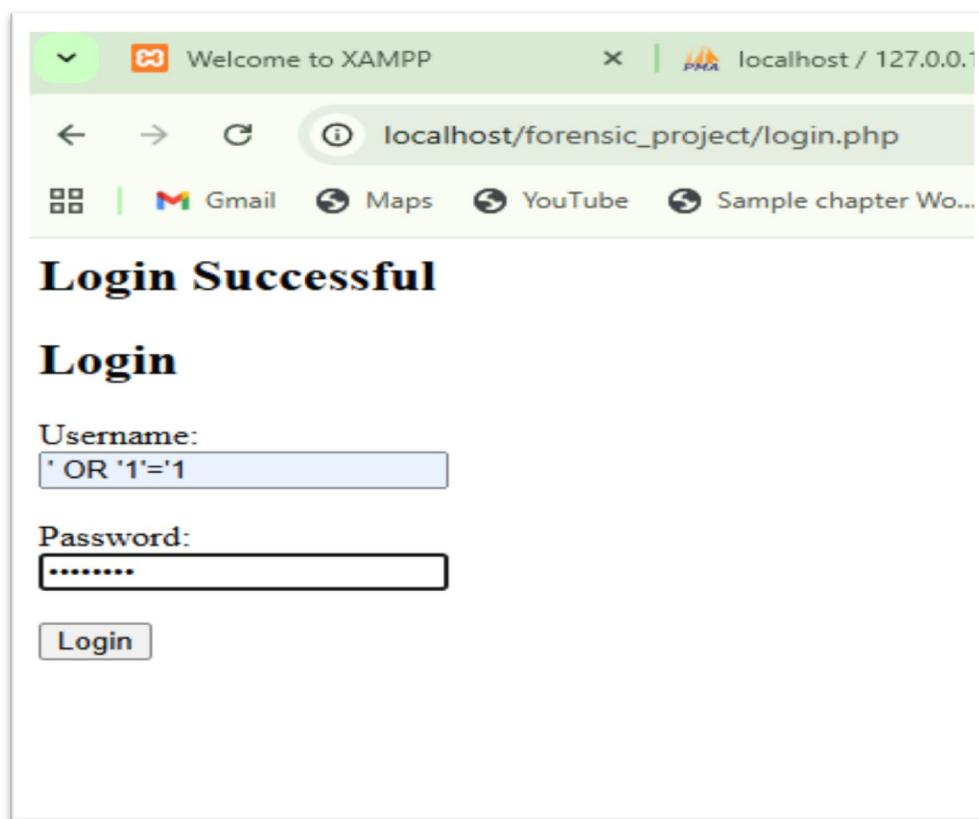 Welcome to XAMPP
localhost / 127.0.0.1
localhost/forensic_project/login.php
Gmail Maps YouTube Sample chapter Wo...
Login Successful
Login
Username:
' OR '1'='1
Password:
••••••••
Login